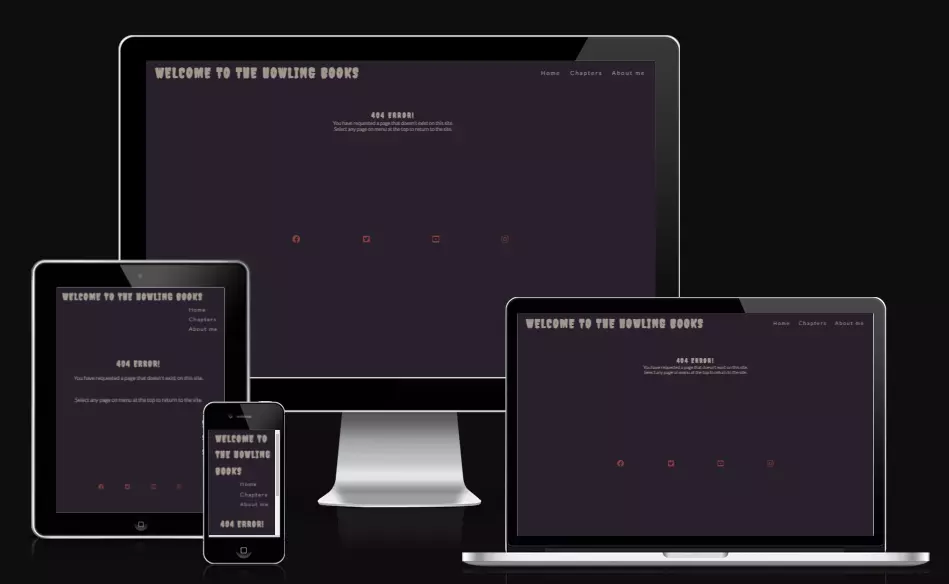 WELCOME TO THE HOWLING BOOKS
Home Chapters About me
404 ERROR!
You have requested a page that doesn't exist on this site.
Select any page on menu at the top to return to the site.
WELCOME TO THE HOWLING BOOKS
Home
Chapters
About me
404 ERROR!
You have requested a page that doesn't exist on this site.
Select any page on menu at the top to return to the site.
WELCOME TO
THE HOWLING
BOOKS
Home
Chapters
About me
404 ERROR!
WELCOME TO THE HOWLING BOOKS
Home Chapters About me
404 ERROR!
You have requested a page that doesn't exist on this site.
Select any page on menu at the top to return to the site.